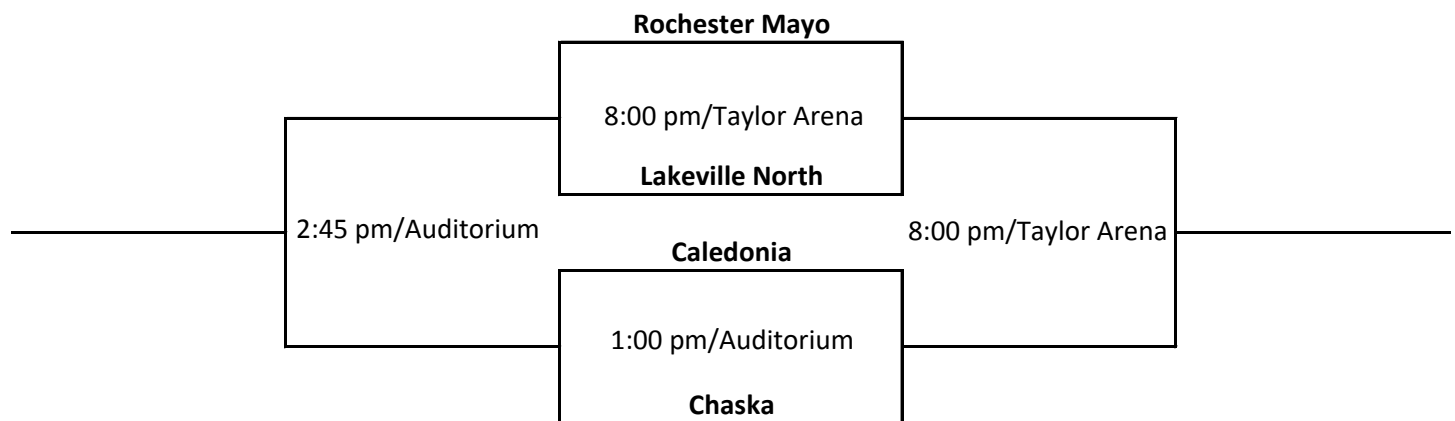 Rochester Mayo
8:00 pm/Taylor Arena
Lakeville North
2:45 pm/Auditorium
8:00 pm/Taylor Arena
Caledonia
1:00 pm/Auditorium
Chaska